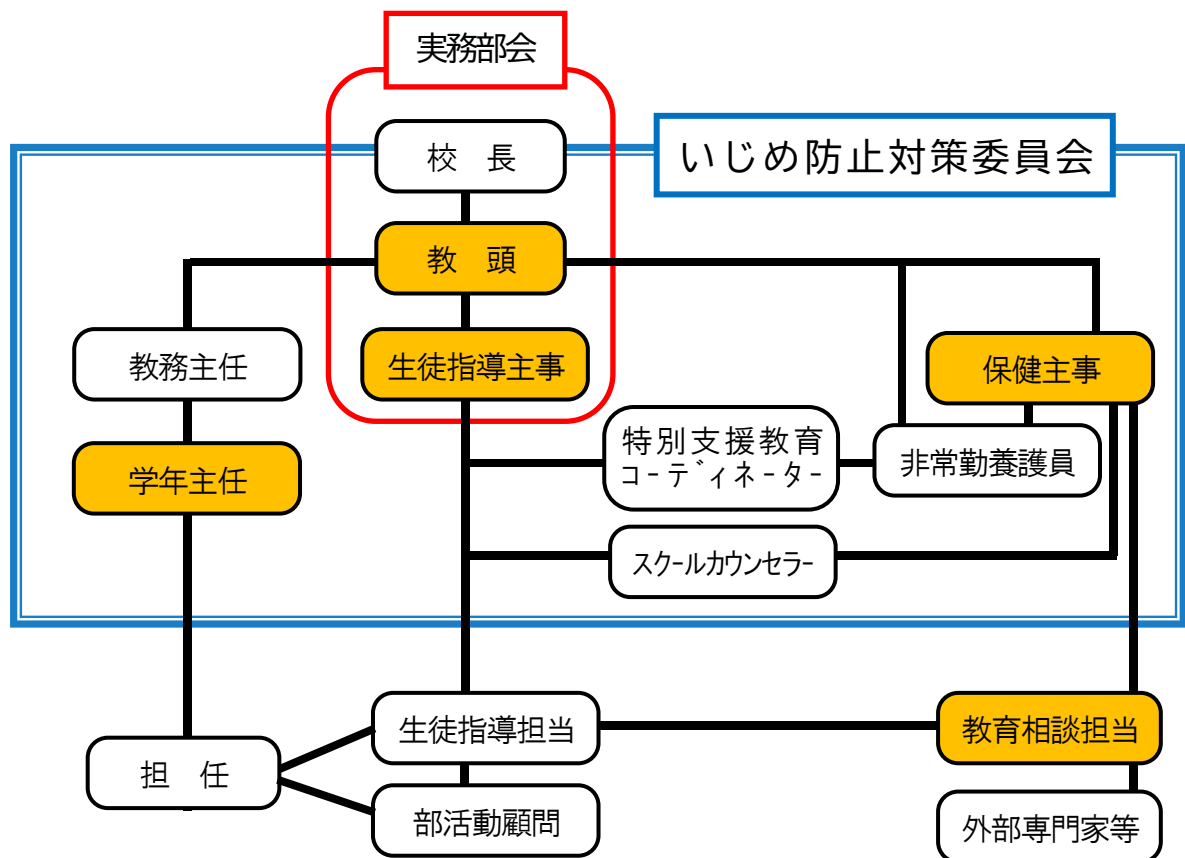 実務部会
いじめ防止対策委員会
校　長
教　頭
教務主任
生徒指導主事
保健主事
学年主任
特別支援教育
コーディネーター
非常勤養護員
スクールカウンセラー
生徒指導担当
教育相談担当
担　任
部活動顧問
外部専門家等